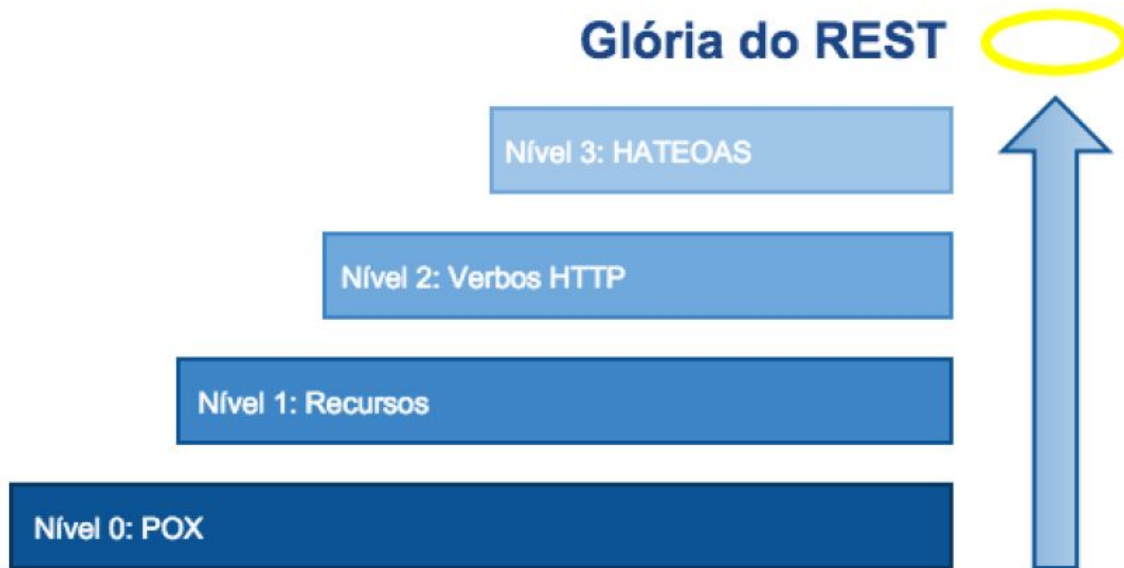 Glória do REST
Nível 3: HATEOAS
Nível 2: Verbos HTTP
Nível 1: Recursos
Nível 0: POX